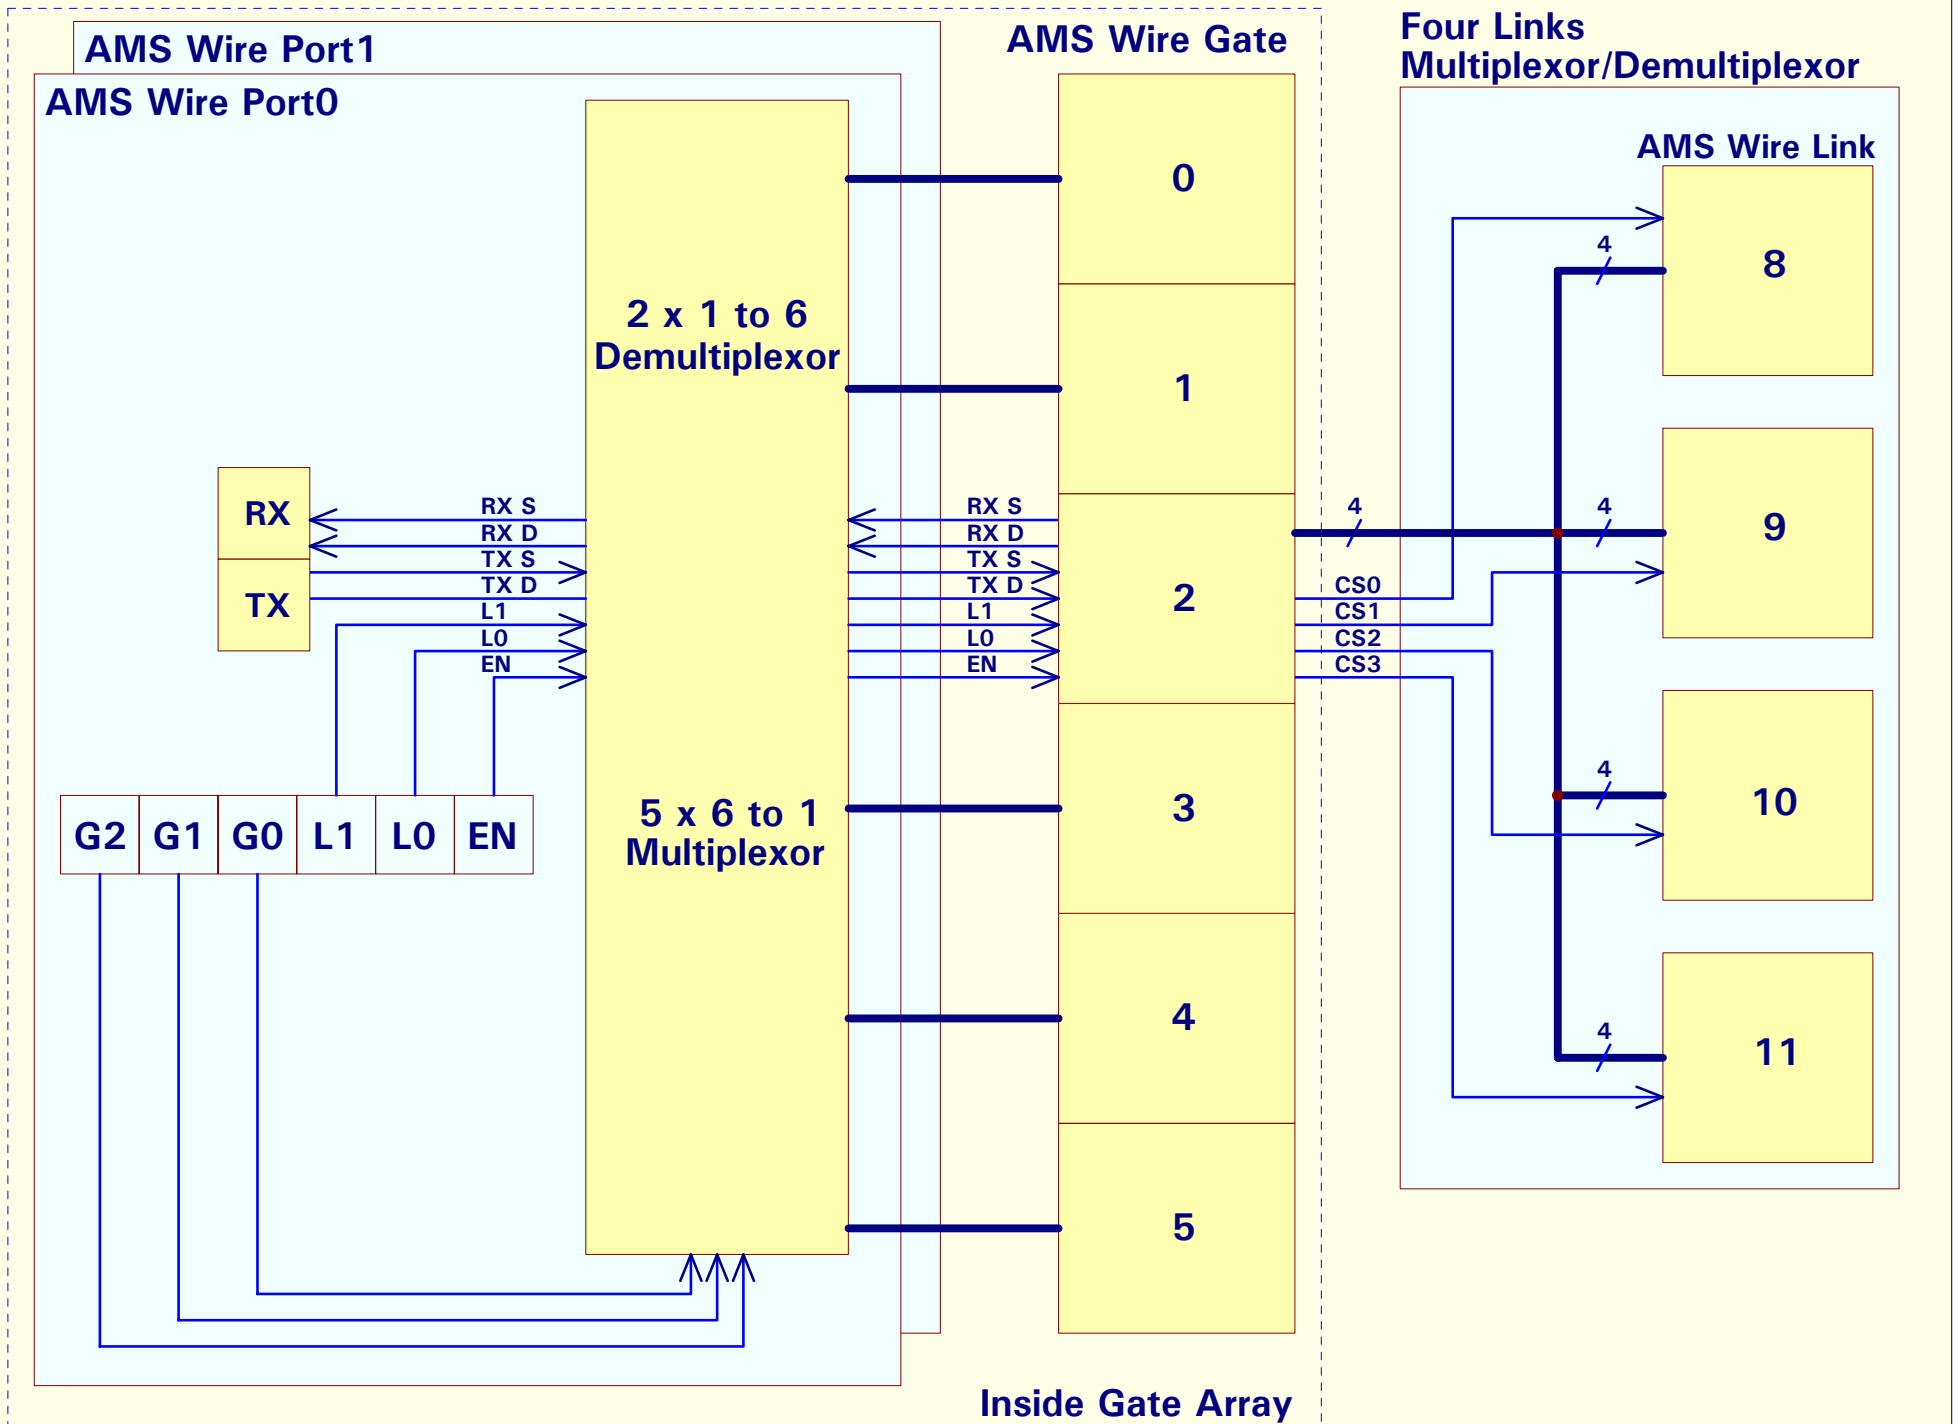 AMS Wire Port1
AMS Wire Port0
AMS Wire Gate
Four Links
Multiplexor/Demultiplexor
AMS Wire Link
0
1
2
3
4
5
2 x 1 to 6
Demultiplexor
5 x 6 to 1
Multiplexor
RX
TX
RX S
RX D
TX S
TX D
L1
L0
EN
RX S
RX D
TX S
TX D
L1
L0
EN
G2 G1 G0 L1 L0 EN
4
CS0
CS1
CS2
CS3
4
8
4
9
4
10
4
11
Inside Gate Array